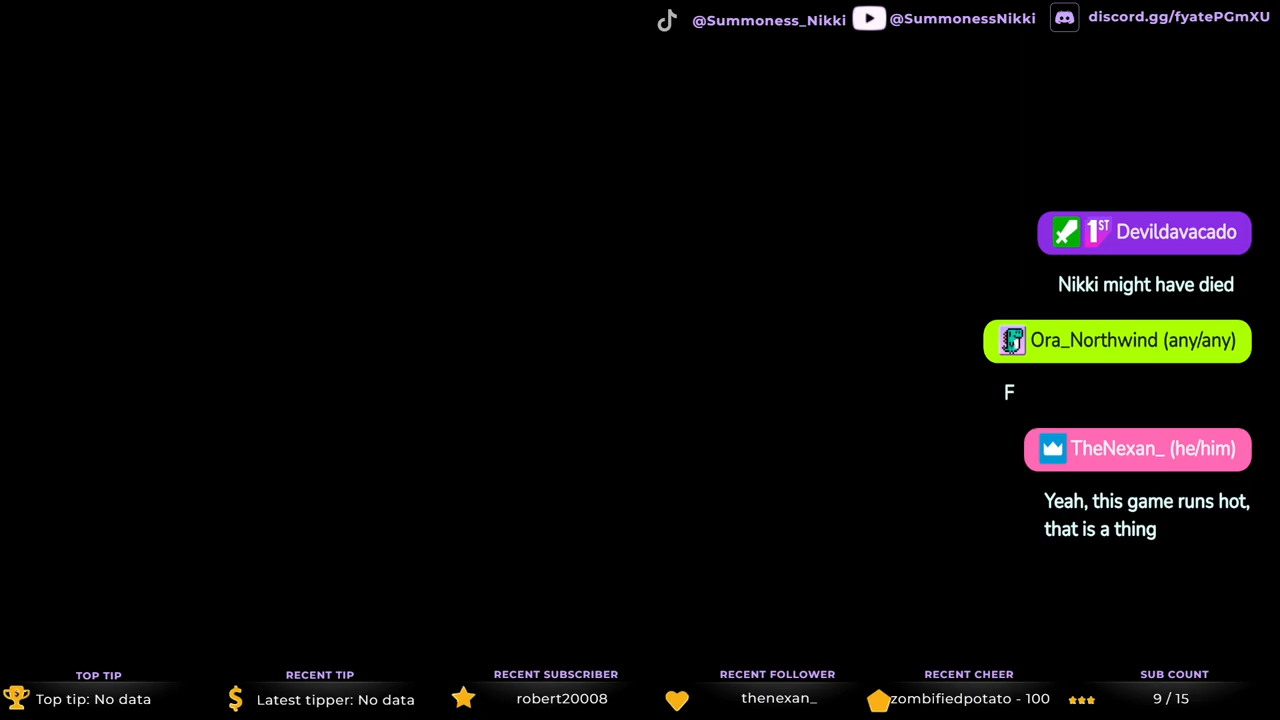 @Summoness_Nikki @SummonessNikki discord.gg/fyatePGmXU
1ST Devildavacado
Nikki might have died
Ora_Northwind (any/any)
F
TheNexan_ (he/him)
Yeah, this game runs hot,
that is a thing
TOP TIP
Top tip: No data
RECENT TIP
Latest tipper: No data
RECENT SUBSCRIBER
robert20008
RECENT FOLLOWER
thenexan_
RECENT CHEER
zombifiedpotato - 100
SUB COUNT
9 / 15